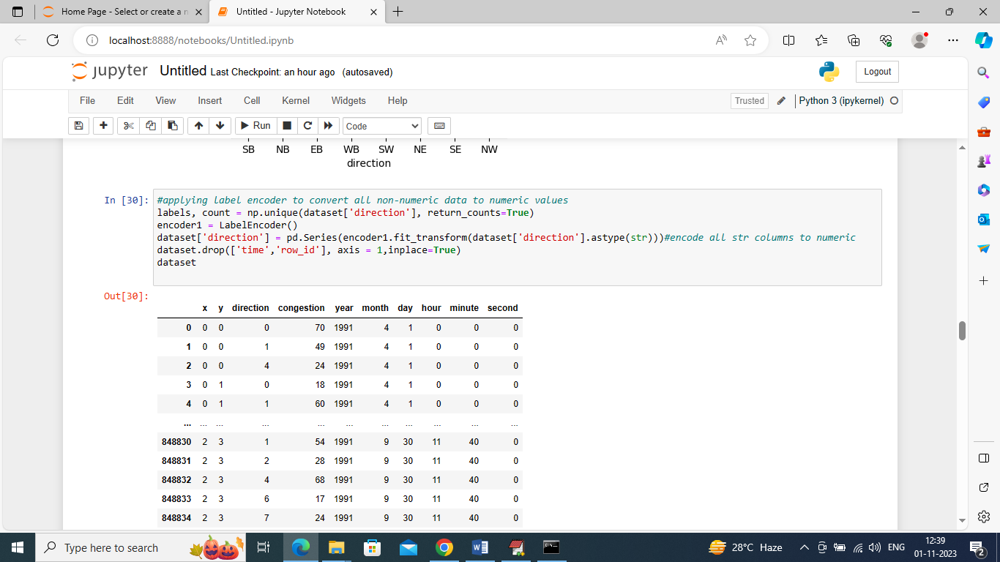 Home Page - Select or create a n
Untitled - Jupyter Notebook
localhost:8888/notebooks/Untitled.ipynb
jupyter Untitled Last Checkpoint: an hour ago (autosaved)
Logout
File Edit View Insert Cell Kernel Widgets Help
Trusted Python 3 (ipykernel)
Run Code
SB NB EB WB SW NE SE NW
direction
In [30]: #applying label encoder to convert all non-numeric data to numeric values
labels, count = np.unique(dataset['direction'], return_counts=True)
encoder1 = LabelEncoder()
dataset['direction'] = pd.Series(encoder1.fit_transform(dataset['direction'].astype(str)))#encode all str columns to numeric
dataset.drop(['time','row_id'], axis = 1,inplace=True)
dataset
Out[30]:
x y direction congestion year month day hour minute second
0 0 0 0 70 1991 4 1 0 0 0
1 0 0 1 49 1991 4 1 0 0 0
2 0 0 4 24 1991 4 1 0 0 0
3 0 1 0 18 1991 4 1 0 0 0
4 0 1 1 60 1991 4 1 0 0 0
... ... ... ... ... ... ... ... ... ... ...
848830 2 3 1 54 1991 9 30 11 40 0
848831 2 3 2 28 1991 9 30 11 40 0
848832 2 3 4 68 1991 9 30 11 40 0
848833 2 3 6 17 1991 9 30 11 40 0
848834 2 3 7 24 1991 9 30 11 40 0
Type here to search
28°C Haze
ENG
12:39
01-11-2023
2